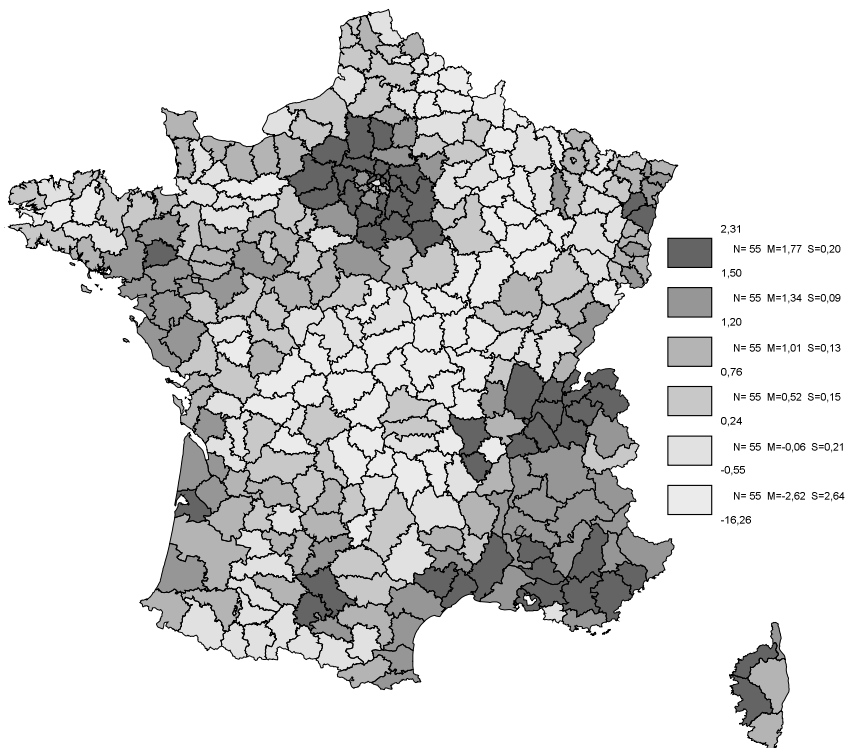 2,31
N= 55 M=1,77 S=0,20
1,50
N= 55 M=1,34 S=0,09
1,20
N= 55 M=1,01 S=0,13
0,76
N= 55 M=0,52 S=0,15
0,24
N= 55 M=-0,06 S=0,21
-0,55
N= 55 M=-2,62 S=2,64
-16,26